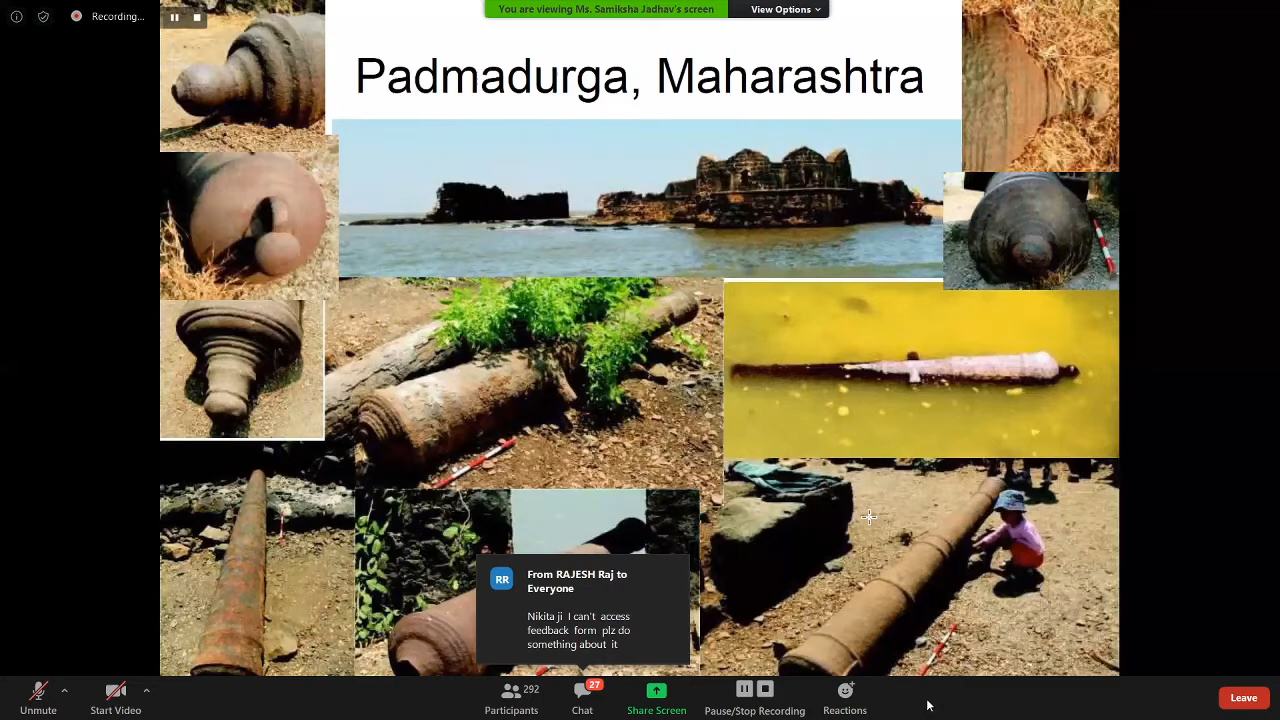 Recording...
You are viewing Ms. Samiksha Jadhav's screen
View Options
Padmadurga, Maharashtra
RR
From RAJESH Raj to
Everyone
Nikita ji I can't access
feedback form plz do
something about it
Unmute
Start Video
292
Participants
27
Chat
Share Screen
Pause/Stop Recording
Reactions
Leave